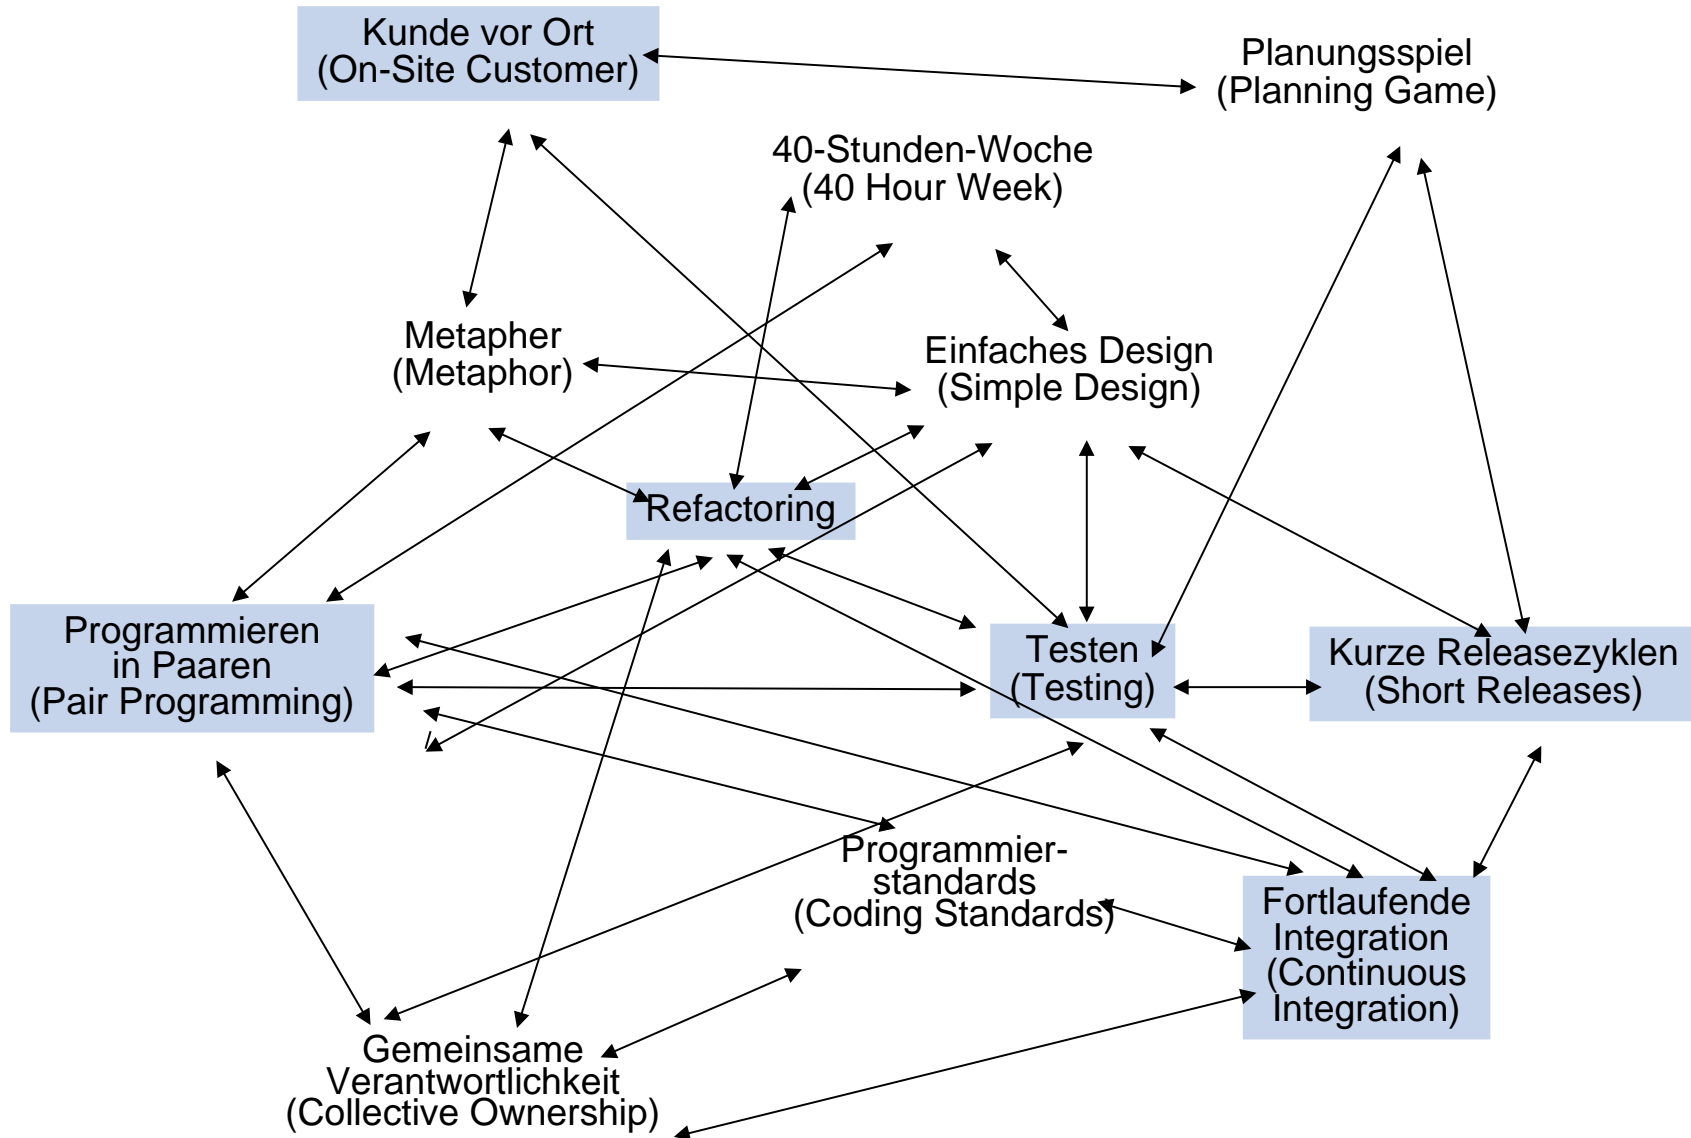 Kunde vor Ort
(On-Site Customer)
Planungsspiel
(Planning Game)
40-Stunden-Woche
(40 Hour Week)
Metapher
(Metaphor)
Einfaches Design
(Simple Design)
Refactoring
Programmieren
in Paaren
(Pair Programming)
Testen
(Testing)
Kurze Releasezyklen
(Short Releases)
Programmier-
standards
(Coding Standards)
Fortlaufende
Integration
(Continuous
Integration)
Gemeinsame
Verantwortlichkeit
(Collective Ownership)